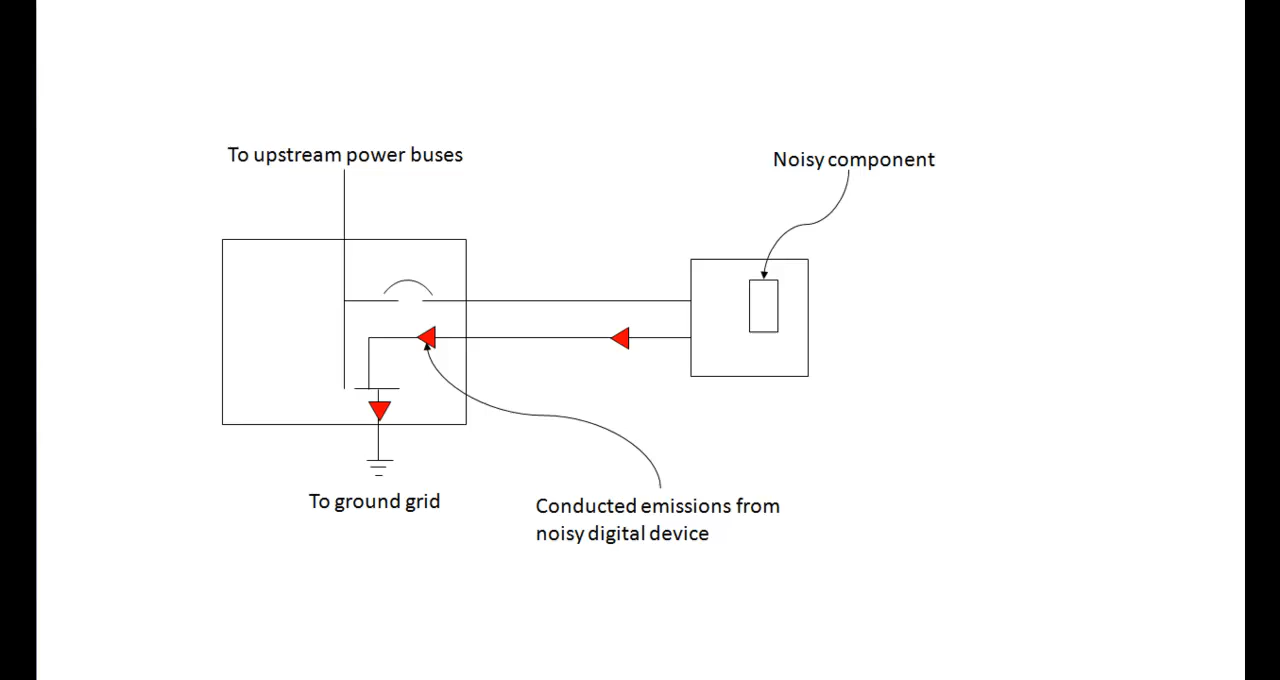 To upstream power buses
Noisy component
To ground grid
Conducted emissions from
noisy digital device